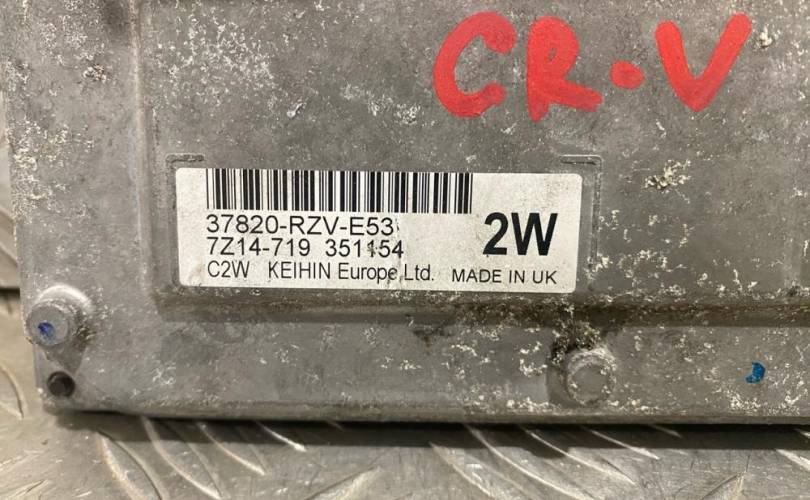 CR-V
37820-RZV-E53
2W
7Z14-719 351154
C2W KEIHIN Europe Ltd. MADE IN UK